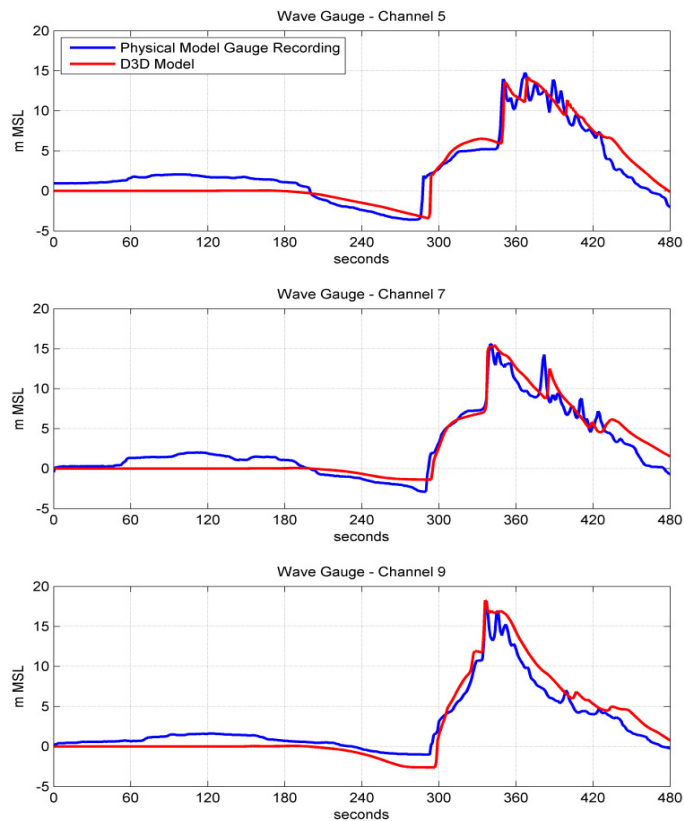 Wave Gauge - Channel 5
Physical Model Gauge Recording
D3D Model
m MSL
20
15
10
5
0
-5
0 60 120 180 240 300 360 420 480
seconds
Wave Gauge - Channel 7
m MSL
20
15
10
5
0
-5
0 60 120 180 240 300 360 420 480
seconds
Wave Gauge - Channel 9
m MSL
20
15
10
5
0
-5
0 60 120 180 240 300 360 420 480
seconds